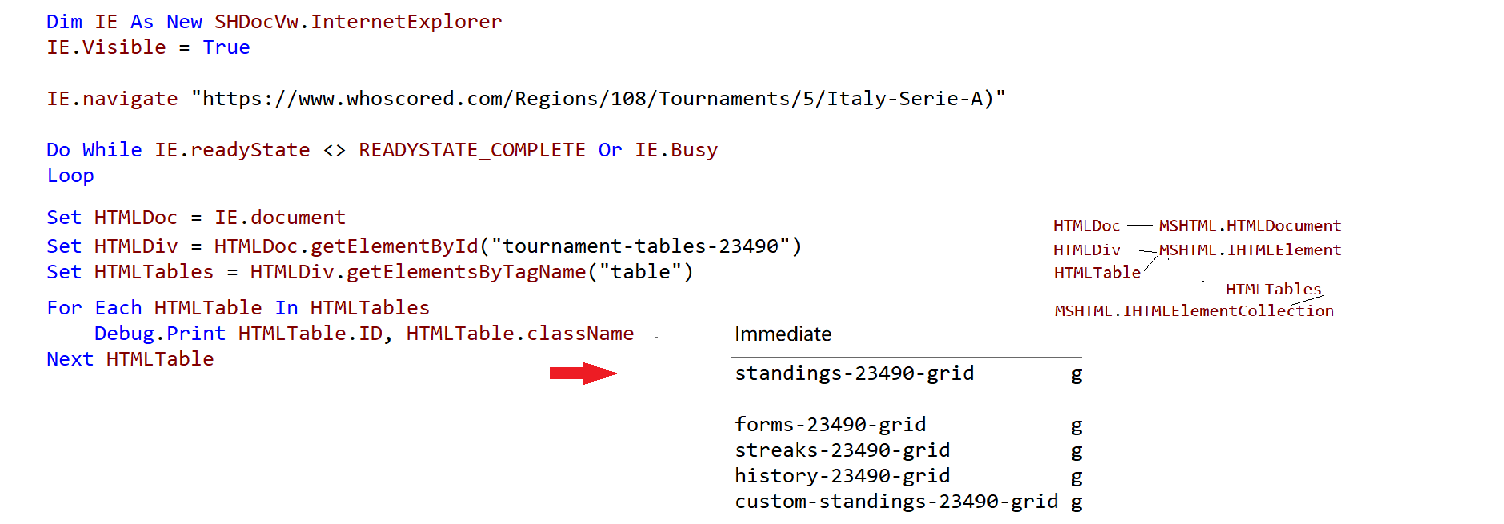 Dim IE As New SHDocVw.InternetExplorer
IE.Visible = True
IE.navigate "https://www.whoscored.com/Regions/108/Tournaments/5/Italy-Serie-A)"
Do While IE.readyState <> READYSTATE_COMPLETE Or IE.Busy
Loop
Set HTMLDoc = IE.document
Set HTMLDiv = HTMLDoc.getElementById("tournament-tables-23490")
Set HTMLTables = HTMLDiv.getElementsByTagName("table")
For Each HTMLTable In HTMLTables
    Debug.Print HTMLTable.ID, HTMLTable.className
Next HTMLTable
HTMLDoc MSHTML.HTMLDocument
HTMLDiv MSHTML.IHTMLElement
HTMLTable
HTMLTables
MSHTML.IHTMLElementCollection
Immediate
standings-23490-grid g
forms-23490-grid g
streaks-23490-grid g
history-23490-grid g
custom-standings-23490-grid g